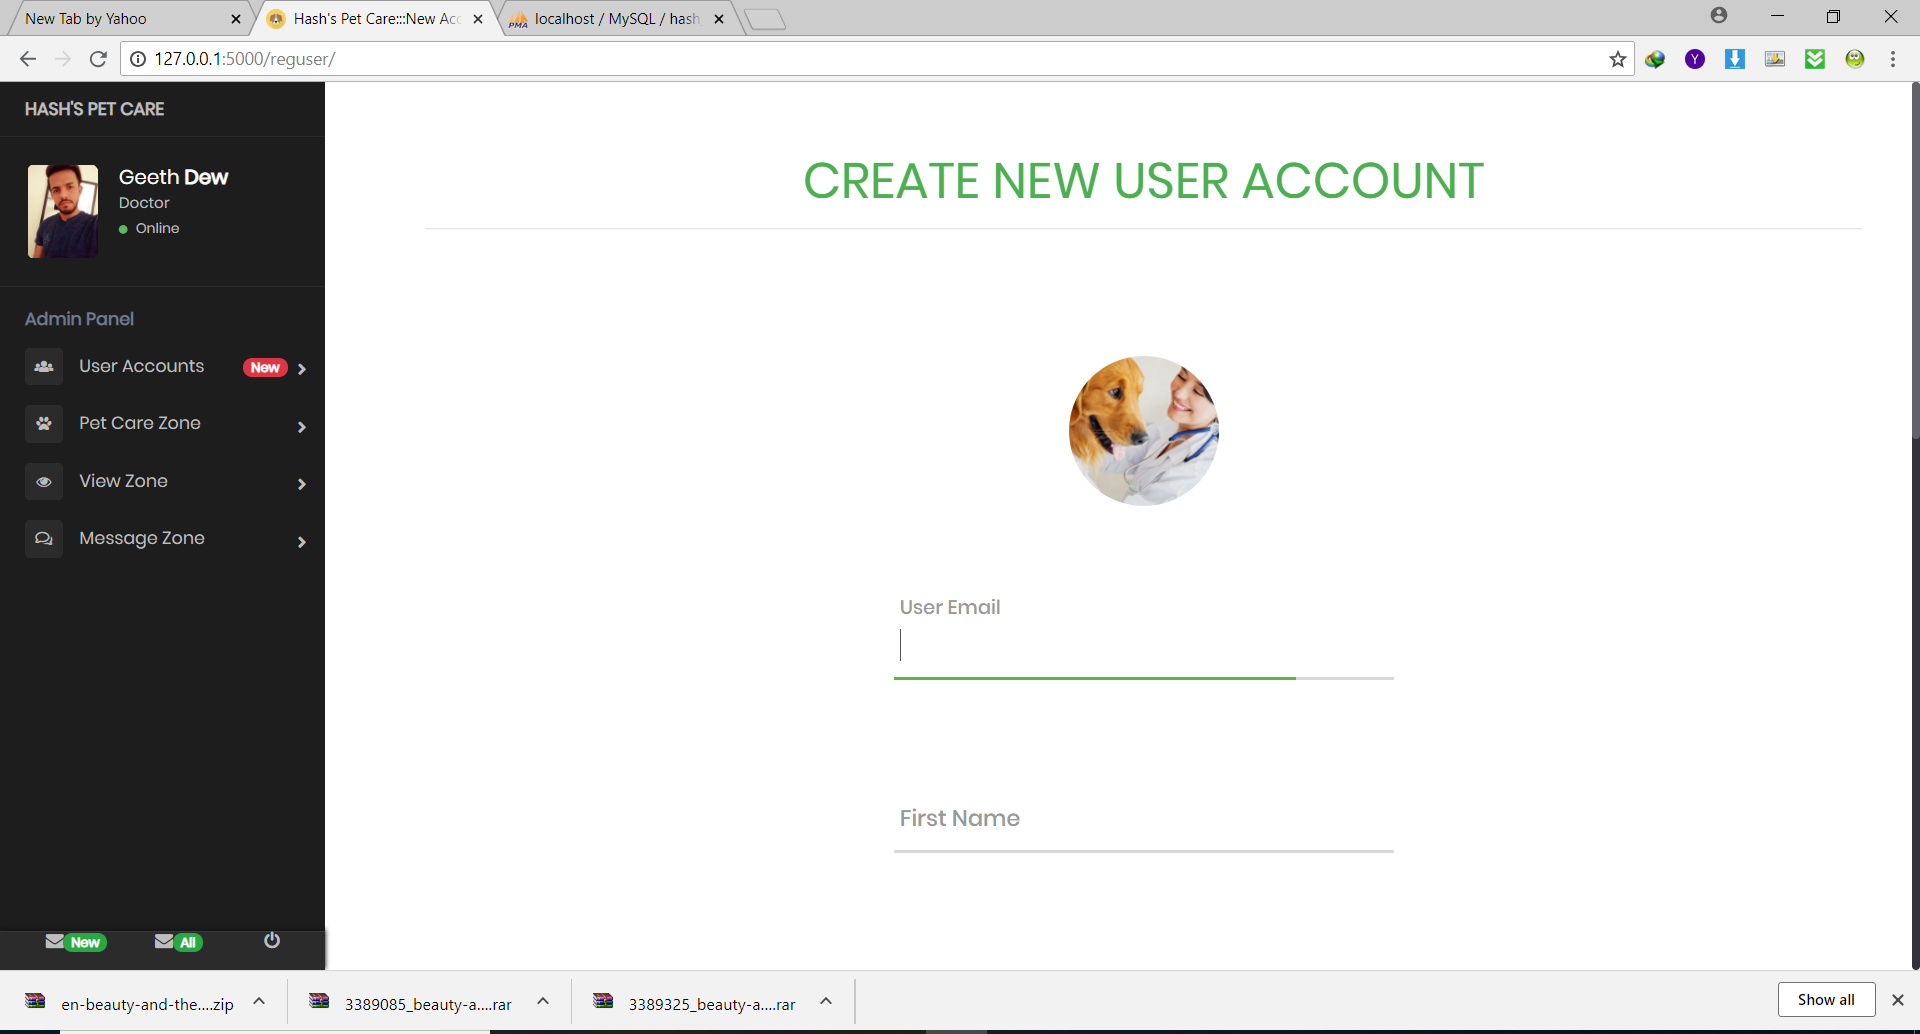 New Tab by Yahoo
Hash's Pet Care:::New Acc
PMA
localhost / MySQL / hash_
127.0.0.1:5000/reguser/
Y
HASH'S PET CARE
Geeth Dew
Doctor
Online
Admin Panel
User Accounts New
Pet Care Zone
View Zone
Message Zone
New
All
CREATE NEW USER ACCOUNT
User Email
First Name
en-beauty-and-the....zip
3389085_beauty-a....rar
3389325_beauty-a....rar
Show all